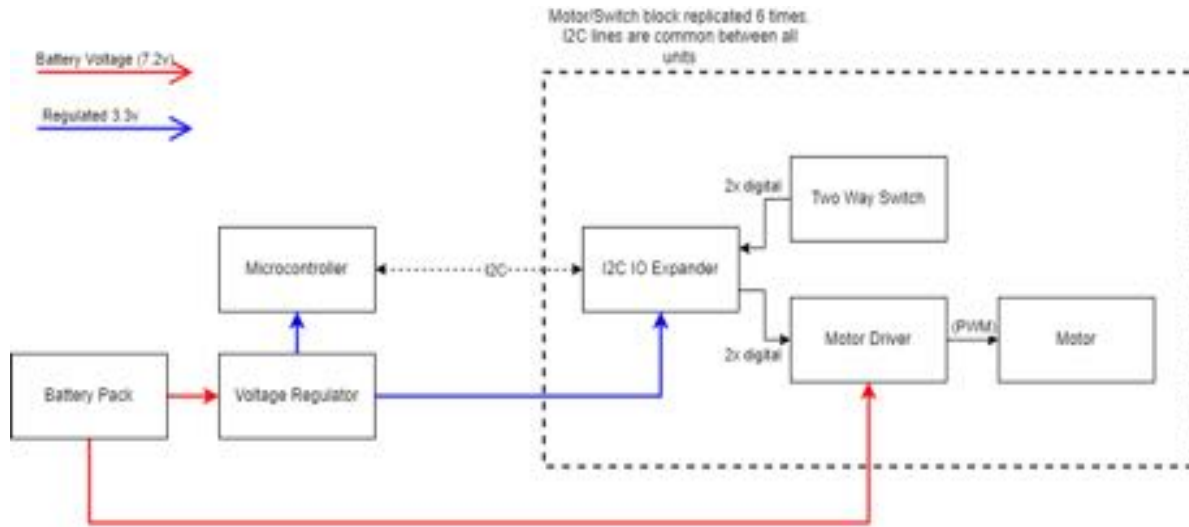 Motor/Switch block replicated 6 times.
I2C lines are common between all
units
Battery Voltage (7.2v)
Regulated 3.3v
2x digital
Two Way Switch
Microcontroller
I2C
I2C IO Expander
2x digital
Motor Driver
(PWM)
Motor
Battery Pack
Voltage Regulator